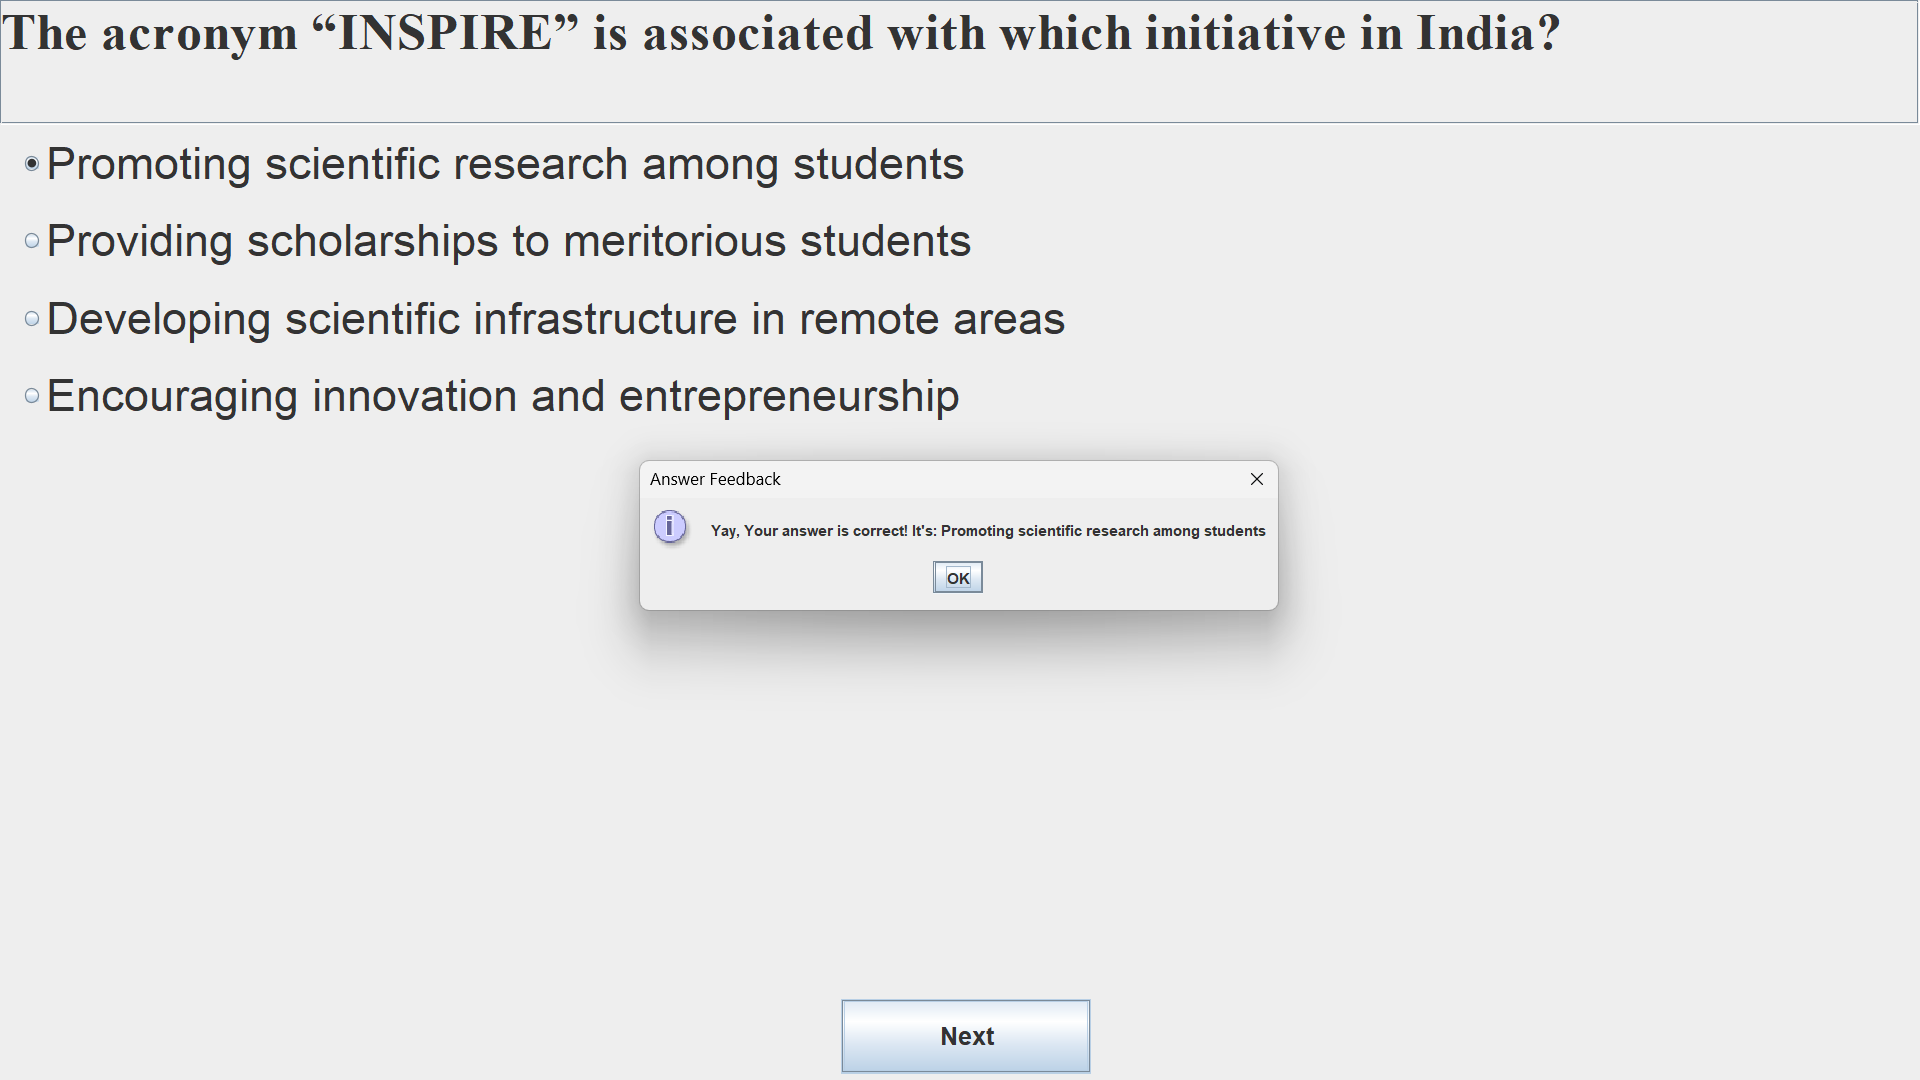 The acronym “INSPIRE” is associated with which initiative in India?
Promoting scientific research among students
Providing scholarships to meritorious students
Developing scientific infrastructure in remote areas
Encouraging innovation and entrepreneurship
Answer Feedback
Yay, Your answer is correct! It's: Promoting scientific research among students
OK
Next